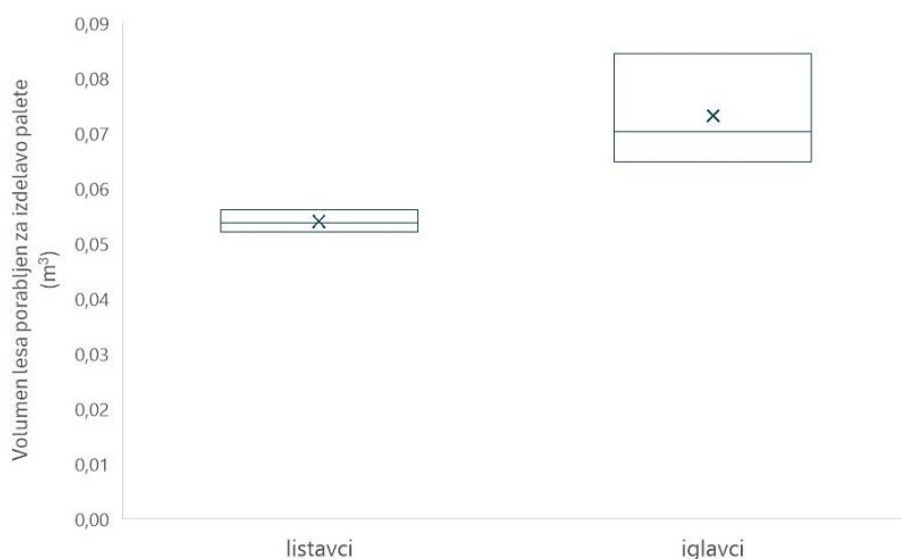 Volumen lesa porabljen za izdelavo palete
(m³)
0,09
0,08
0,07
0,06
0,05
0,04
0,03
0,02
0,01
0,00
listavci
iglavci